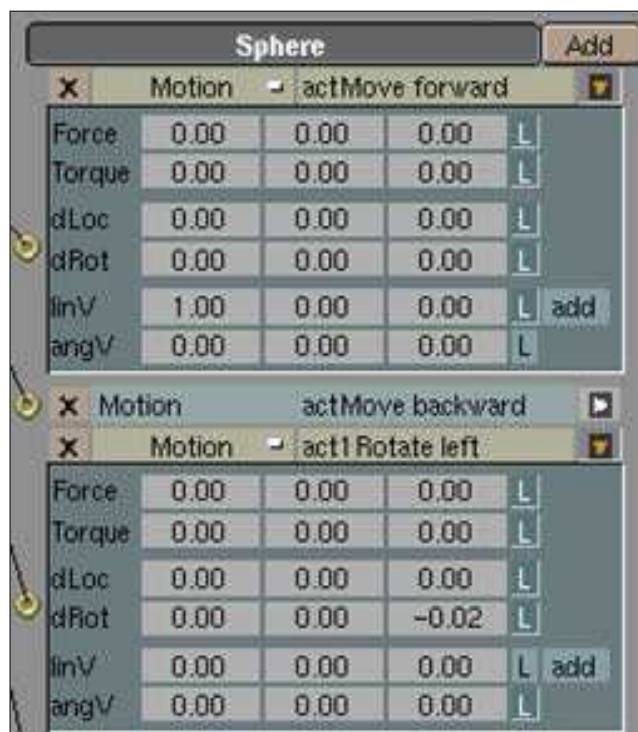 Sphere Add
X Motion actMove forward
Force 0.00 0.00 0.00 L
Torque 0.00 0.00 0.00 L
dLoc 0.00 0.00 0.00 L
dRot 0.00 0.00 0.00 L
linV 1.00 0.00 0.00 L add
angV 0.00 0.00 0.00 L
X Motion actMove backward
X Motion act1Rotate left
Force 0.00 0.00 0.00 L
Torque 0.00 0.00 0.00 L
dLoc 0.00 0.00 0.00 L
dRot 0.00 0.00 -0.02 L
linV 0.00 0.00 0.00 L add
angV 0.00 0.00 0.00 L